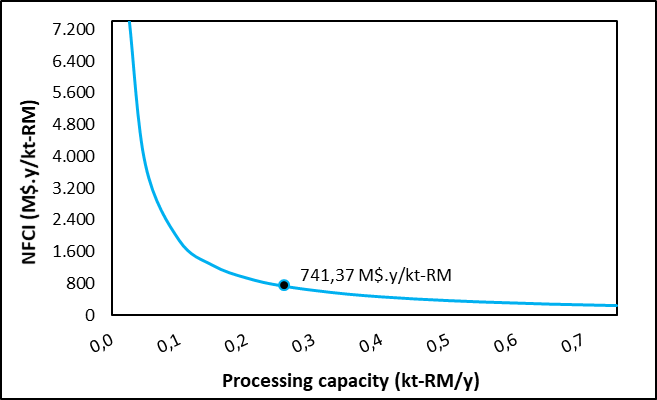 7.200
6.400
5.600
4.800
4.000
3.200
2.400
1.600
800
0
NFCI (M$.y/kt-RM)
741,37 M$.y/kt-RM
0,0 0,1 0,2 0,3 0,4 0,5 0,6 0,7
Processing capacity (kt-RM/y)